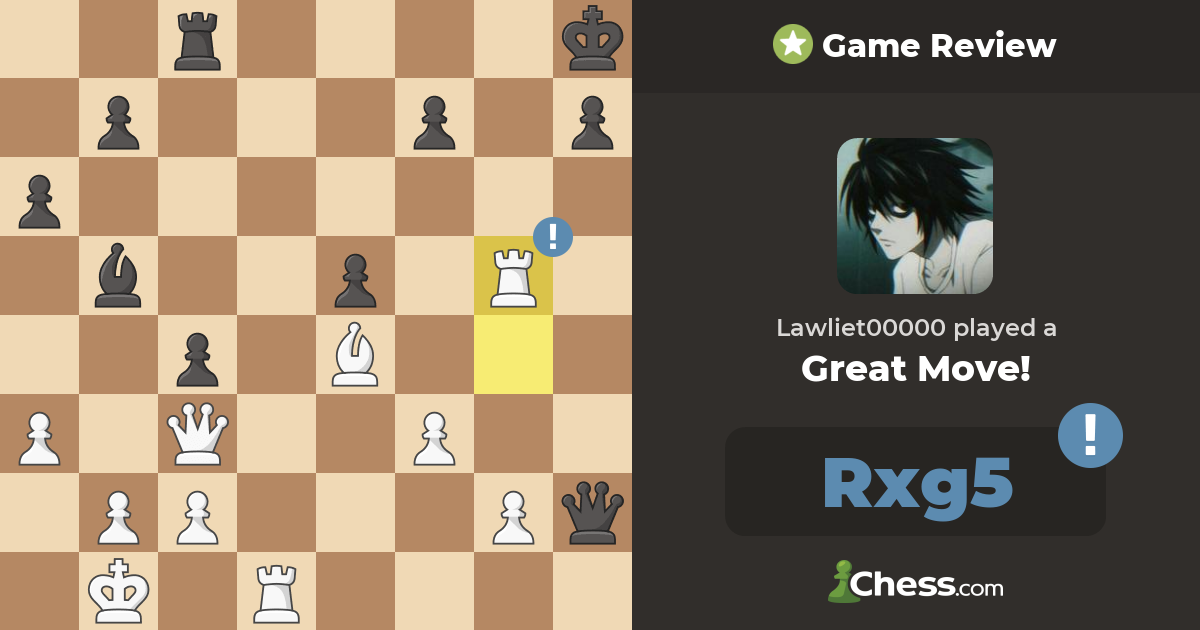 Game Review
!
Lawliet00000 played a
Great Move!
!
Rxg5
Chess.com